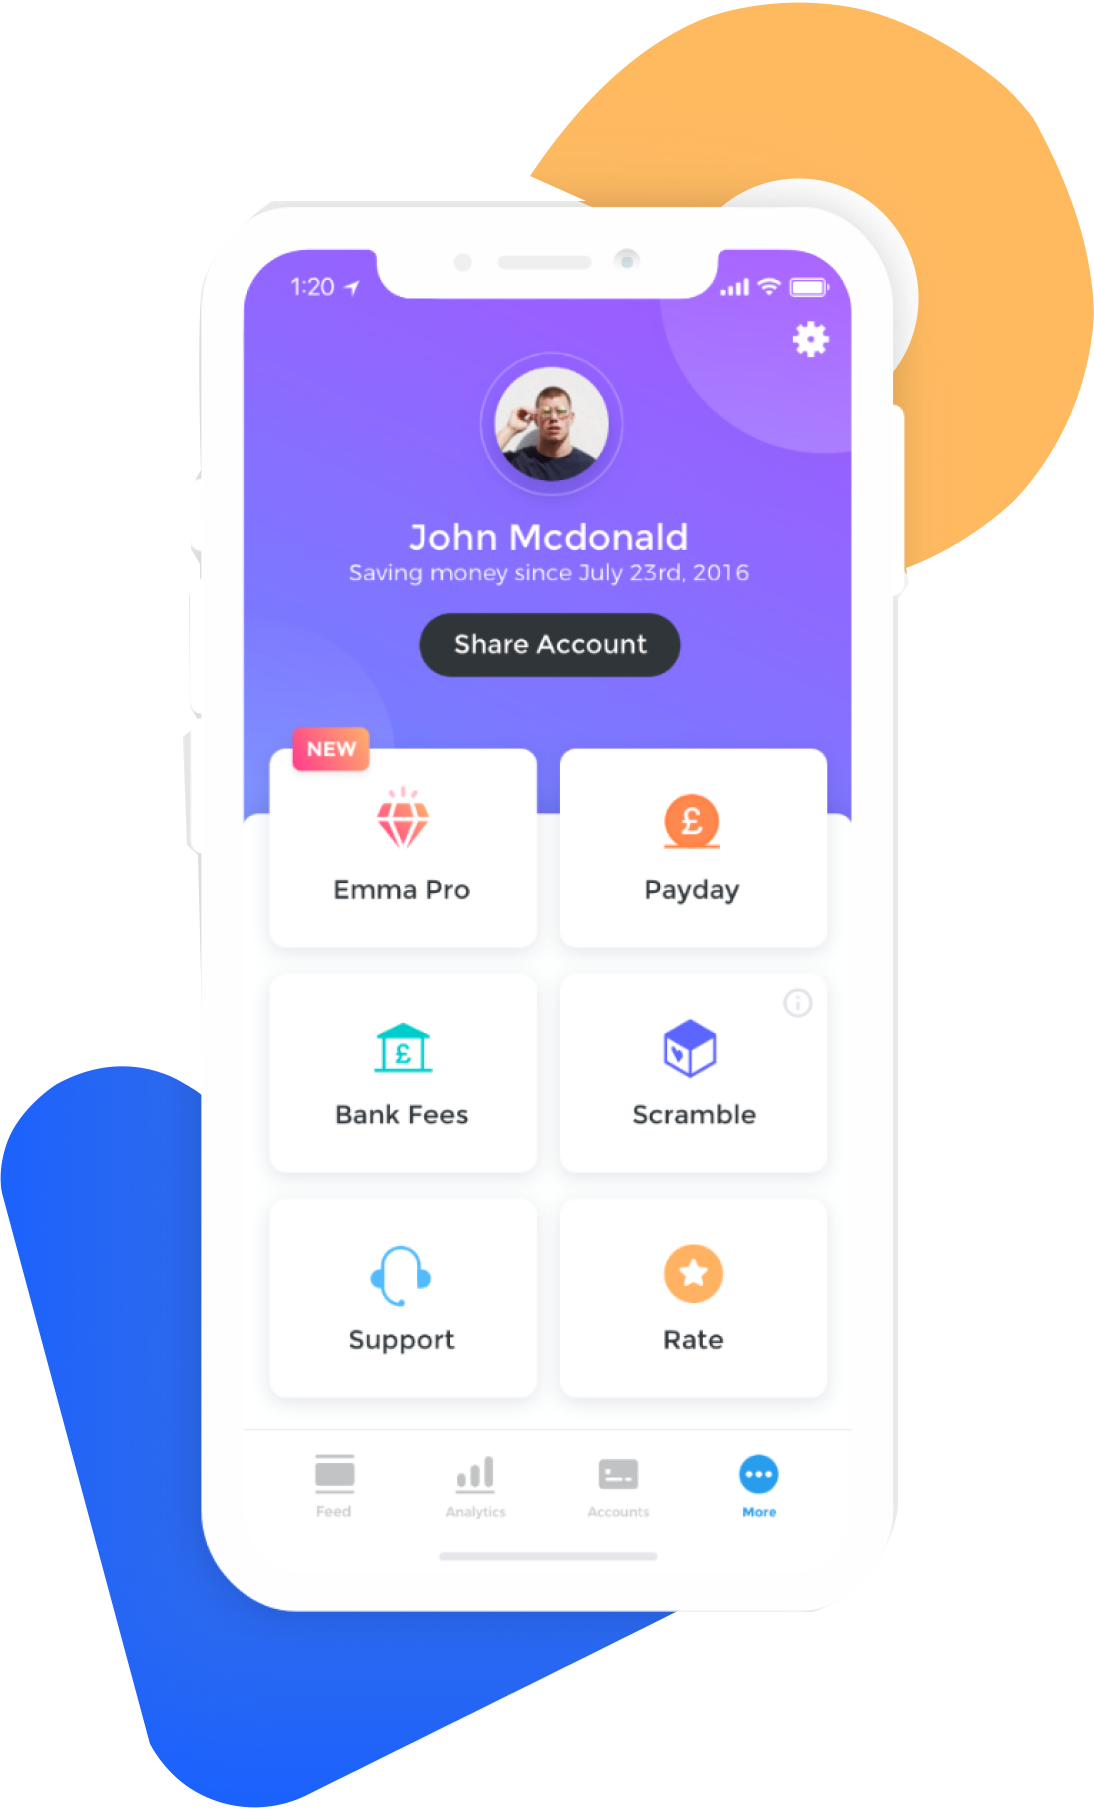 1:20
John Mcdonald
Saving money since July 23rd, 2016
Share Account
NEW
£
Emma Pro
Payday
£
Bank Fees
Scramble
Support
Rate
Feed
Analytics
Accounts
More